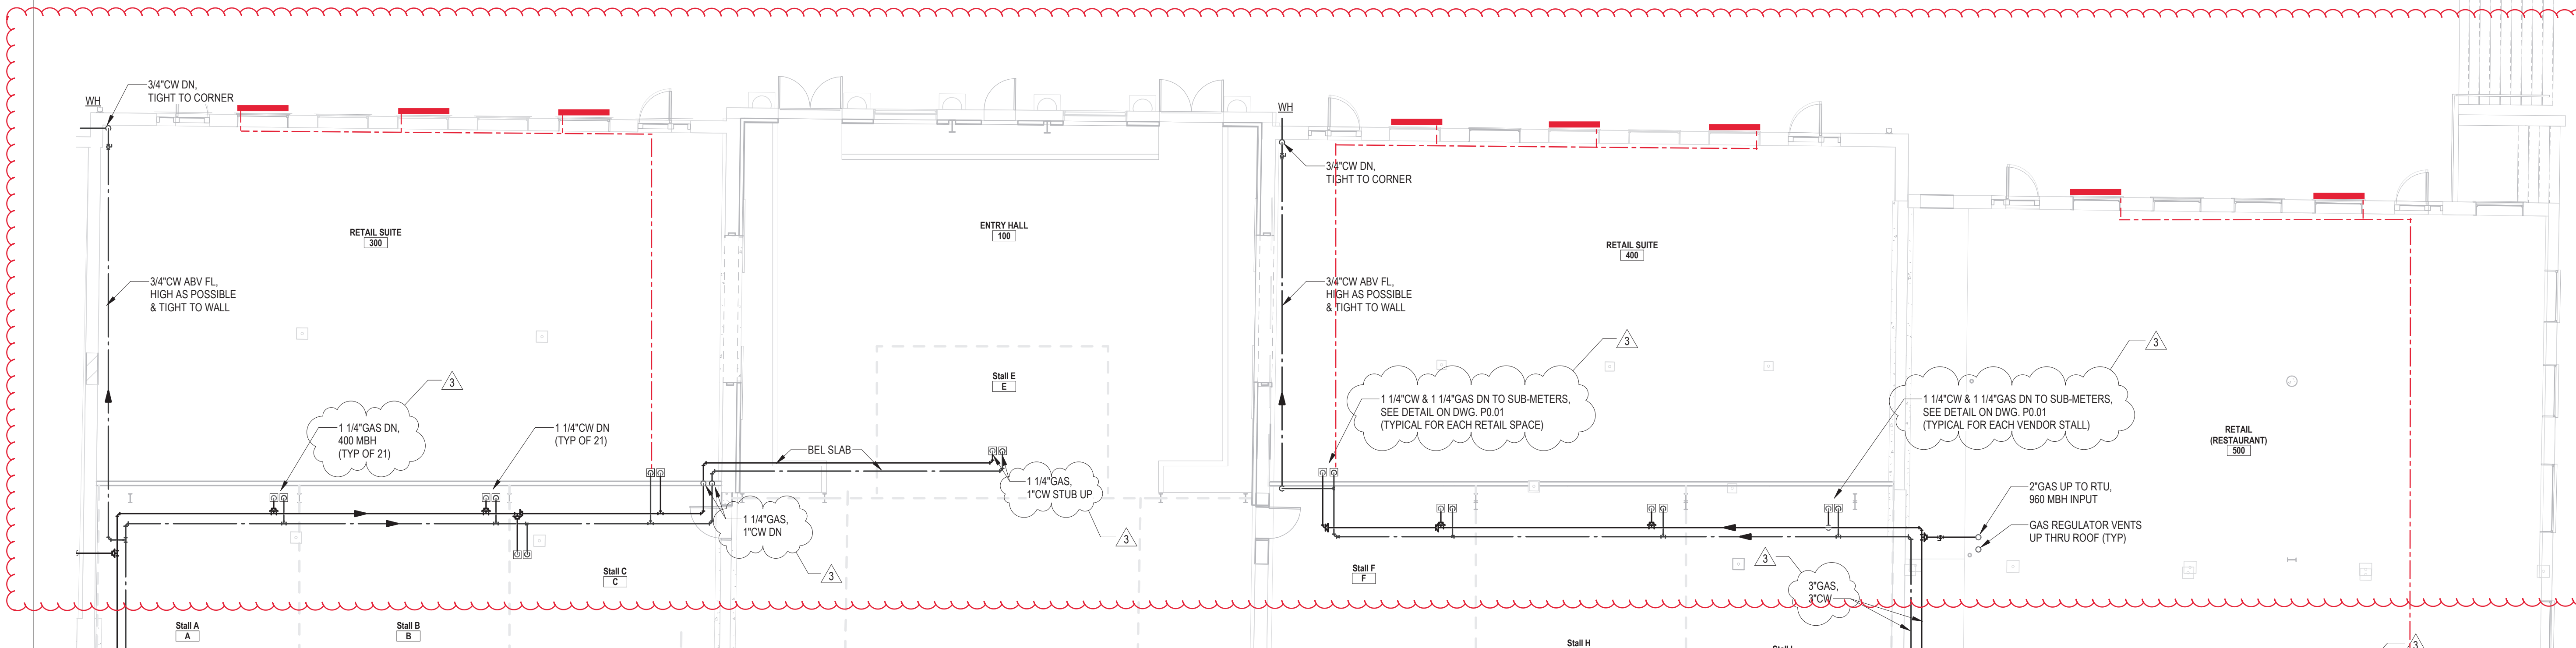 WH
3/4"CW DN,
TIGHT TO CORNER
RETAIL SUITE
300
3/4"CW ABV FL,
HIGH AS POSSIBLE
& TIGHT TO WALL
3
1 1/4"GAS DN,
400 MBH
(TYP OF 21)
1 1/4"CW DN
(TYP OF 21)
ENTRY HALL
100
Stall E
E
BEL SLAB
1 1/4"GAS,
1"CW STUB UP
3
1 1/4"GAS,
1"CW DN
3
Stall C
C
Stall A
A
Stall B
B
WH
3/4"CW DN,
TIGHT TO CORNER
RETAIL SUITE
400
3/4"CW ABV FL,
HIGH AS POSSIBLE
& TIGHT TO WALL
3
1 1/4"CW & 1 1/4"GAS DN TO SUB-METERS,
SEE DETAIL ON DWG. P0.01
(TYPICAL FOR EACH RETAIL SPACE)
3
1 1/4"CW & 1 1/4"GAS DN TO SUB-METERS,
SEE DETAIL ON DWG. P0.01
(TYPICAL FOR EACH VENDOR STALL)
RETAIL
(RESTAURANT)
500
2"GAS UP TO RTU,
960 MBH INPUT
GAS REGULATOR VENTS
UP THRU ROOF (TYP)
Stall F
F
3
3"GAS,
3"CW
Stall H
3